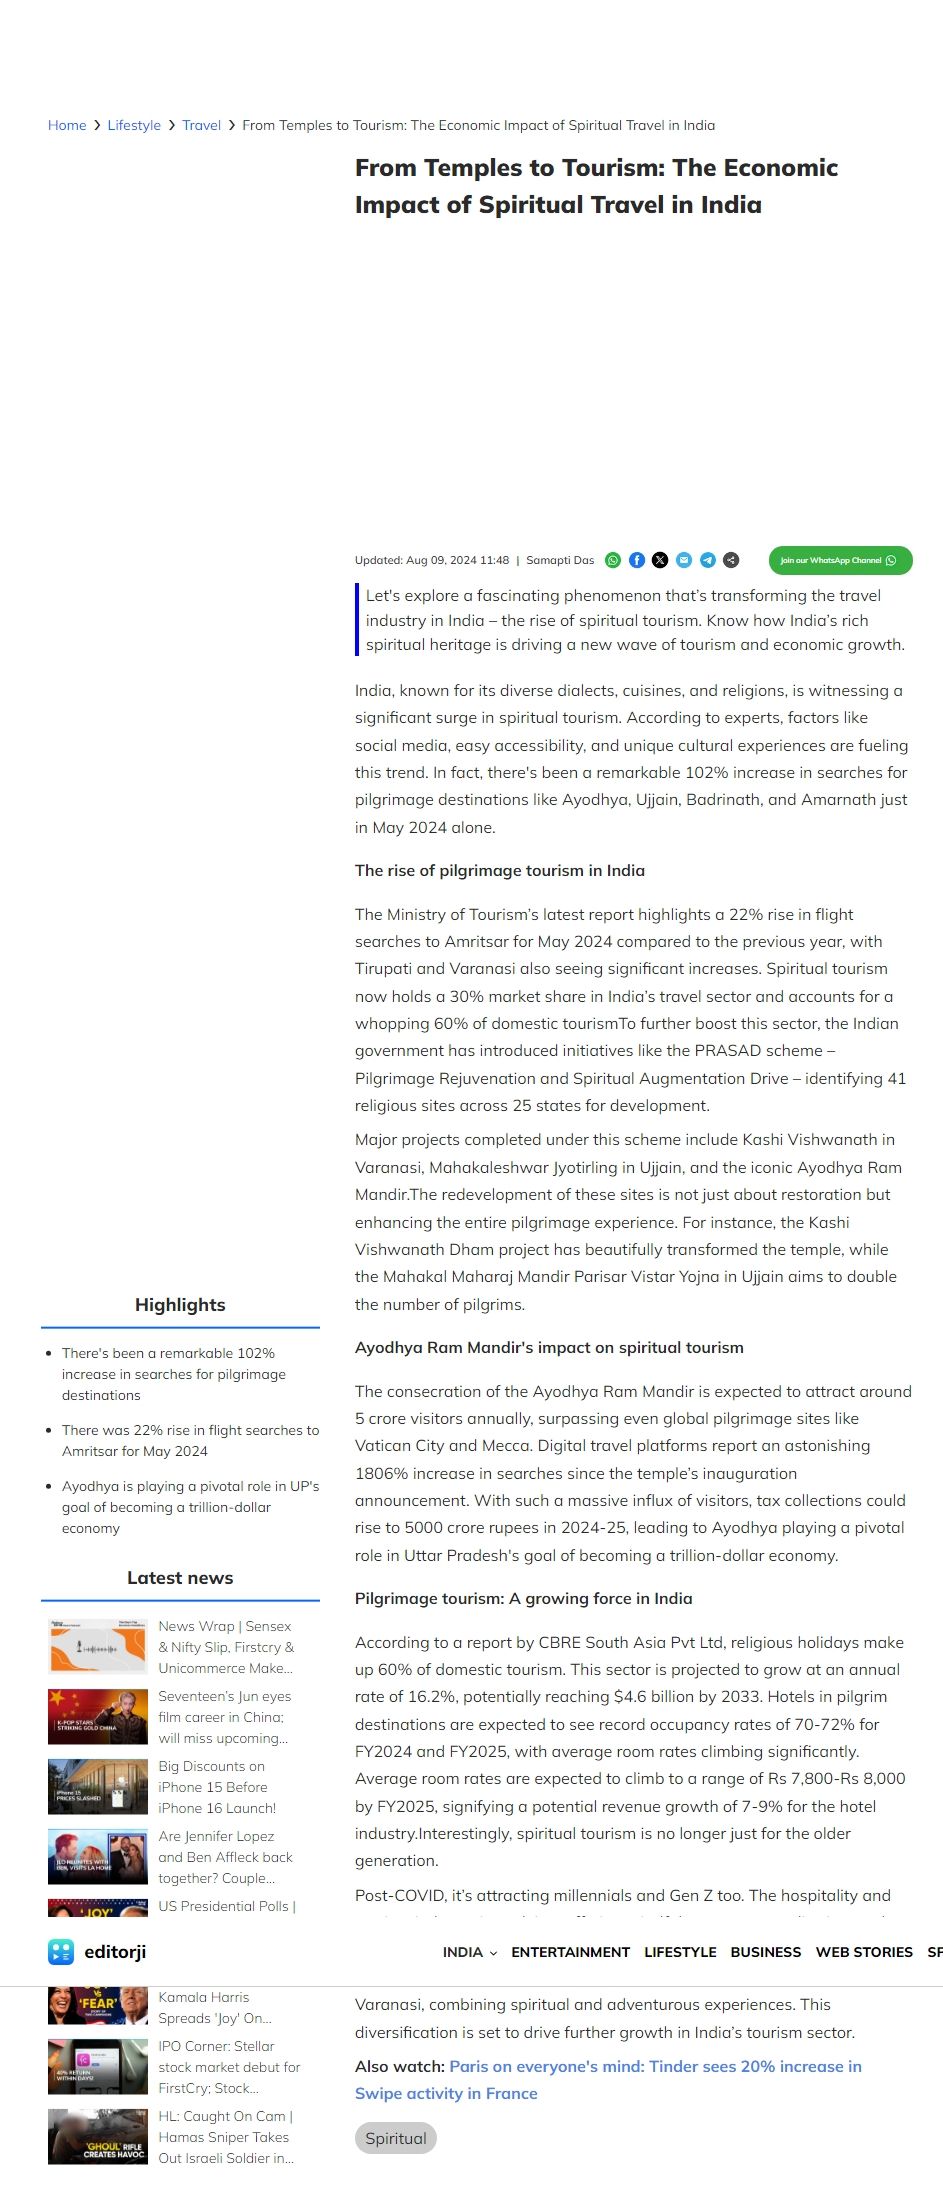 Home > Lifestyle > Travel > From Temples to Tourism: The Economic Impact of Spiritual Travel in India
From Temples to Tourism: The Economic
Impact of Spiritual Travel in India
Updated: Aug 09, 2024 11:48 | Samapti Das
Join our WhatsApp Channel
Let's explore a fascinating phenomenon that’s transforming the travel
industry in India – the rise of spiritual tourism. Know how India’s rich
spiritual heritage is driving a new wave of tourism and economic growth.
India, known for its diverse dialects, cuisines, and religions, is witnessing a
significant surge in spiritual tourism. According to experts, factors like
social media, easy accessibility, and unique cultural experiences are fueling
this trend. In fact, there's been a remarkable 102% increase in searches for
pilgrimage destinations like Ayodhya, Ujjain, Badrinath, and Amarnath just
in May 2024 alone.
The rise of pilgrimage tourism in India
The Ministry of Tourism’s latest report highlights a 22% rise in flight
searches to Amritsar for May 2024 compared to the previous year, with
Tirupati and Varanasi also seeing significant increases. Spiritual tourism
now holds a 30% market share in India’s travel sector and accounts for a
whopping 60% of domestic tourismTo further boost this sector, the Indian
government has introduced initiatives like the PRASAD scheme –
Pilgrimage Rejuvenation and Spiritual Augmentation Drive – identifying 41
religious sites across 25 states for development.
Major projects completed under this scheme include Kashi Vishwanath in
Varanasi, Mahakaleshwar Jyotirling in Ujjain, and the iconic Ayodhya Ram
Mandir.The redevelopment of these sites is not just about restoration but
enhancing the entire pilgrimage experience. For instance, the Kashi
Vishwanath Dham project has beautifully transformed the temple, while
the Mahakal Maharaj Mandir Parisar Vistar Yojna in Ujjain aims to double
the number of pilgrims.
Ayodhya Ram Mandir's impact on spiritual tourism
The consecration of the Ayodhya Ram Mandir is expected to attract around
5 crore visitors annually, surpassing even global pilgrimage sites like
Vatican City and Mecca. Digital travel platforms report an astonishing
1806% increase in searches since the temple’s inauguration
announcement. With such a massive influx of visitors, tax collections could
rise to 5000 crore rupees in 2024-25, leading to Ayodhya playing a pivotal
role in Uttar Pradesh's goal of becoming a trillion-dollar economy.
Pilgrimage tourism: A growing force in India
According to a report by CBRE South Asia Pvt Ltd, religious holidays make
up 60% of domestic tourism. This sector is projected to grow at an annual
rate of 16.2%, potentially reaching $4.6 billion by 2033. Hotels in pilgrim
destinations are expected to see record occupancy rates of 70-72% for
FY2024 and FY2025, with average room rates climbing significantly.
Average room rates are expected to climb to a range of Rs 7,800-Rs 8,000
by FY2025, signifying a potential revenue growth of 7-9% for the hotel
industry.Interestingly, spiritual tourism is no longer just for the older
generation.
Post-COVID, it’s attracting millennials and Gen Z too. The hospitality and
Highlights
There's been a remarkable 102%
increase in searches for pilgrimage
destinations
There was 22% rise in flight searches to
Amritsar for May 2024
Ayodhya is playing a pivotal role in UP's
goal of becoming a trillion-dollar
economy
Latest news
News Wrap | Sensex
& Nifty Slip, Firstcry &
Unicommerce Make...
K-POP STARS
STRIKING GOLD CHINA
Seventeen’s Jun eyes
film career in China;
will miss upcoming...
iPhone 15
PRICES SLASHED
Big Discounts on
iPhone 15 Before
iPhone 16 Launch!
JLO REUNITES WITH
BEN, VISITS LA HOME
Are Jennifer Lopez
and Ben Affleck back
together? Couple...
'JOY'
US Presidential Polls |
editorji
INDIA
ENTERTAINMENT
LIFESTYLE
BUSINESS
WEB STORIES
SP
VS
'FEAR'
Kamala Harris
Spreads 'Joy' On...
40% RETURN
WITHIN DAYS!
IPO Corner: Stellar
stock market debut for
FirstCry; Stock...
'GHOUL' RIFLE
CREATES HAVOC
HL: Caught On Cam |
Hamas Sniper Takes
Out Israeli Soldier in...
Varanasi, combining spiritual and adventurous experiences. This
diversification is set to drive further growth in India’s tourism sector.
Also watch: Paris on everyone's mind: Tinder sees 20% increase in
Swipe activity in France
Spiritual